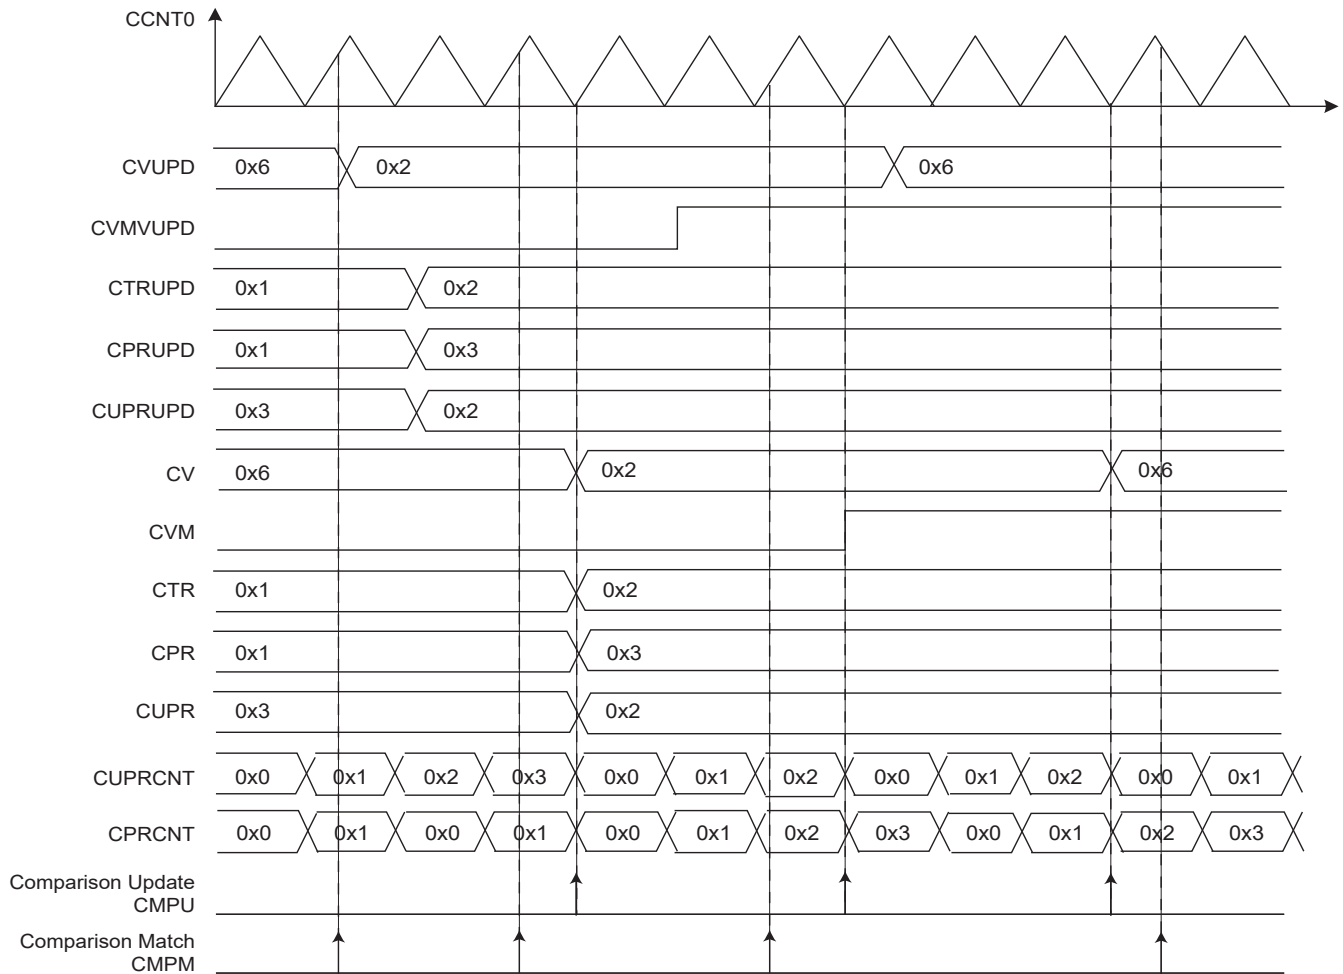 CCNT0
CVUPD 0x6 0x2 0x6
CVMVUPD
CTRUPD 0x1 0x2
CPRUPD 0x1 0x3
CUPRUPD 0x3 0x2
CV 0x6 0x2 0x6
CVM
CTR 0x1 0x2
CPR 0x1 0x3
CUPR 0x3 0x2
CUPRCNT 0x0 0x1 0x2 0x3 0x0 0x1 0x2 0x0 0x1 0x2 0x0 0x1
CPRCNT 0x0 0x1 0x0 0x1 0x0 0x1 0x2 0x3 0x0 0x1 0x2 0x3
Comparison Update
CMPU
Comparison Match
CMPM